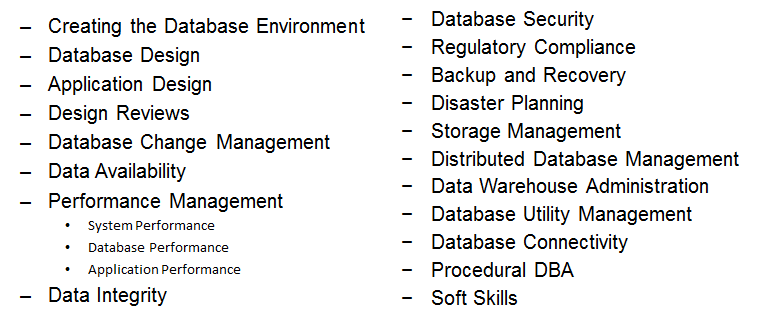 – Creating the Database Environment
– Database Design
– Application Design
– Design Reviews
– Database Change Management
– Data Availability
– Performance Management
• System Performance
• Database Performance
• Application Performance
– Data Integrity
– Database Security
– Regulatory Compliance
– Backup and Recovery
– Disaster Planning
– Storage Management
– Distributed Database Management
– Data Warehouse Administration
– Database Utility Management
– Database Connectivity
– Procedural DBA
– Soft Skills